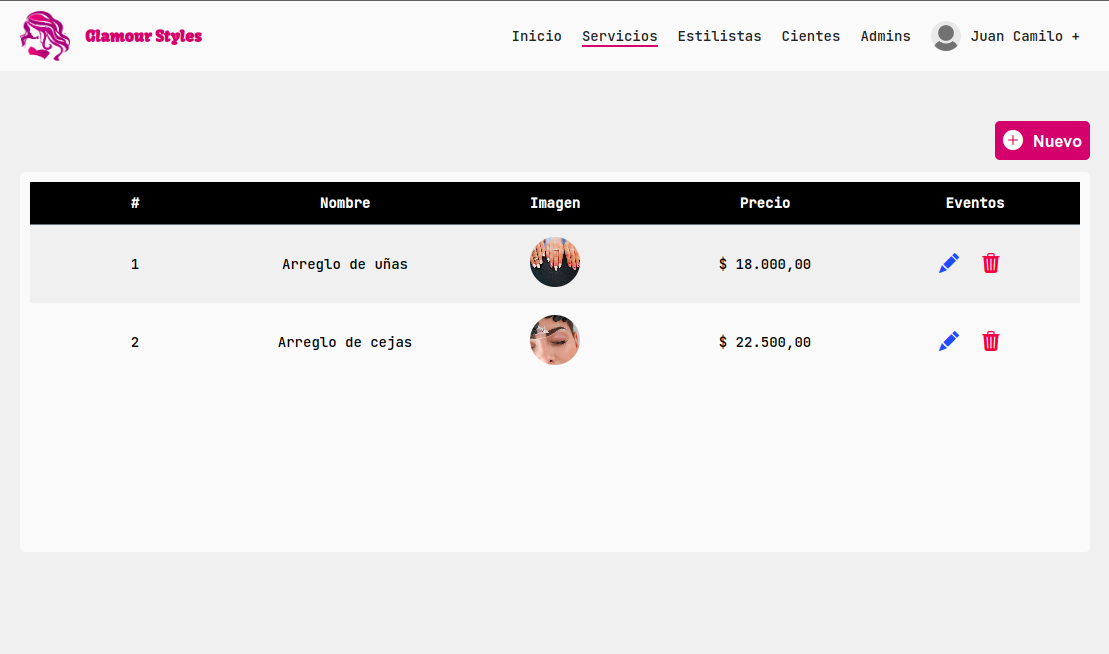 Glamour Styles
Inicio Servicios Estilistas Cientes Admins Juan Camilo +
Nuevo
# Nombre Imagen Precio Eventos
1 Arreglo de uñas $ 18.000,00
2 Arreglo de cejas $ 22.500,00